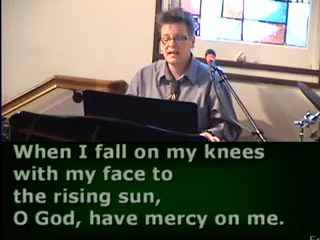 When I fall on my knees
with my face to
the rising sun,
O God, have mercy on me.